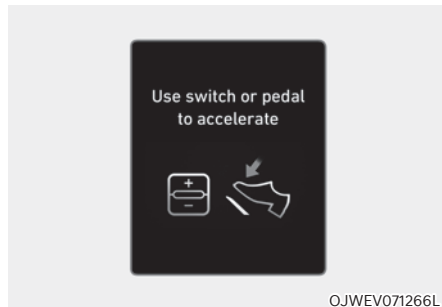 Use switch or pedal
to accelerate
+
−
OJWEV071266L